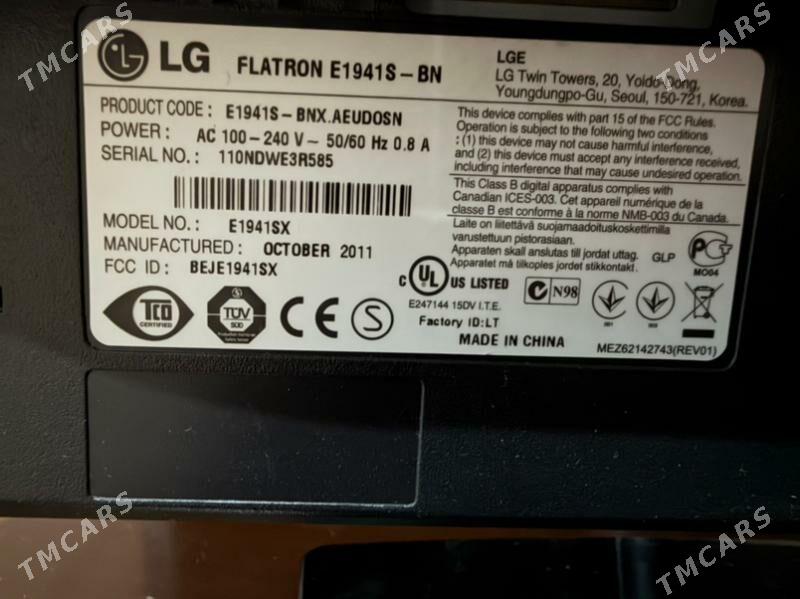 TMCARS
TMCARS
LG FLATRON E1941S-BN
LGE
LG Twin Towers, 20, Yoido-Dong,
Youngdungpo-Gu, Seoul, 150-721, Korea.
PRODUCT CODE : E1941S-BNX.AEUDOSN
POWER : AC 100-240 V~ 50/60 Hz 0.8 A
SERIAL NO. : 110NDWE3R585
This device complies with part 15 of the FCC Rules.
Operation is subject to the following two conditions
: (1) this device may not cause harmful interference,
and (2) this device must accept any interference received,
including interference that may cause undesired operation.
This Class B digital apparatus complies with
Canadian ICES-003. Cet appareil numérique de la
classe B est conforme à la norme NMB-003 du Canada.
MODEL NO. : E1941SX
MANUFACTURED : OCTOBER 2011
FCC ID : BEJE1941SX
Laite on liitettävä suojamaadoituskoskettimilla
varustettuun pistorasiaan.
Apparaten skall anslutas till jordat uttag.
Apparatet må tilkoples jordet stikkontakt.
GLP
MO04
TCO
CERTIFIED
TÜV
SÜD
CE
S
C UL US LISTED
E247144 15DV I.T.E.
Factory ID:LT
N98
MADE IN CHINA
MEZ62142743(REV01)
TMCARS
TMCARS